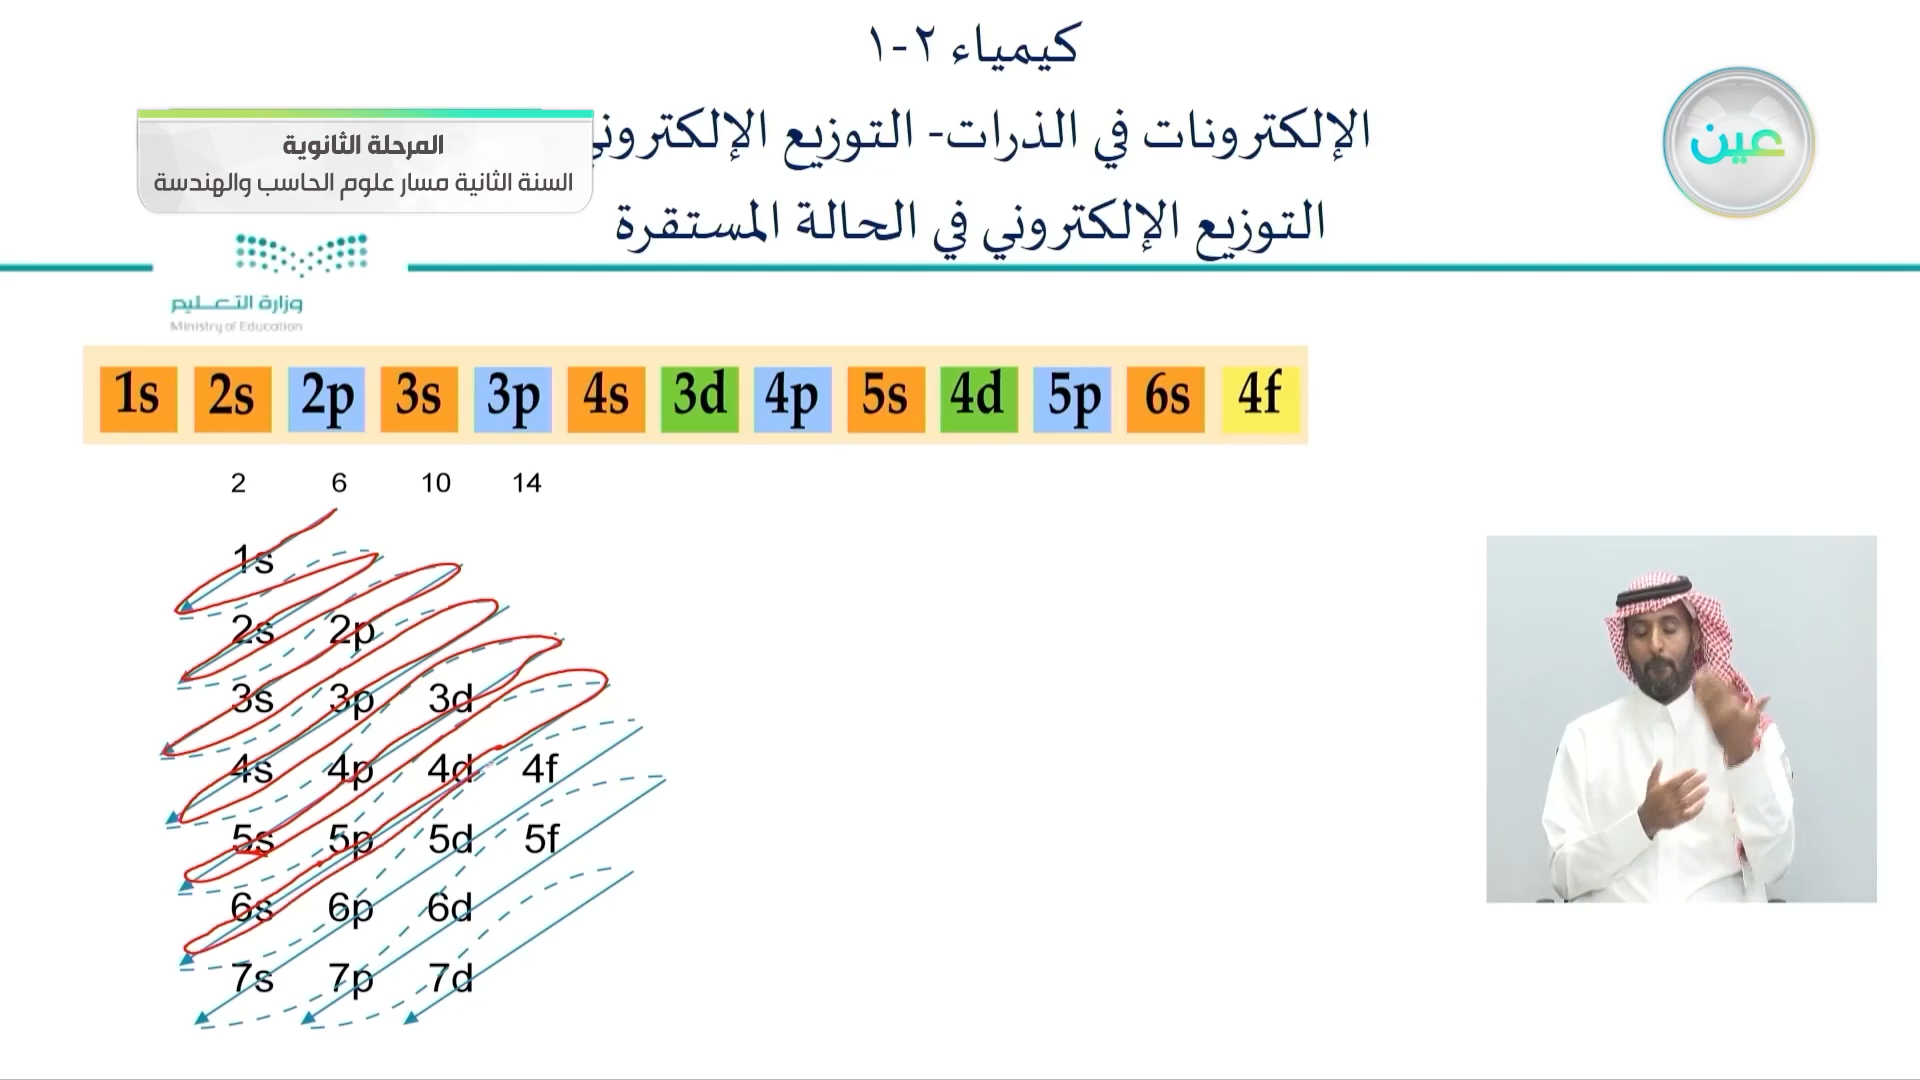 كيمياء ٢-١
الإلكترونات في الذرات- التوزيع الإلكتروني
التوزيع الإلكتروني في الحالة المستقرة
المرحلة الثانوية
السنة الثانية مسار علوم الحاسب والهندسة
عين
وزارة التعليم
Ministry of Education
1s 2s 2p 3s 3p 4s 3d 4p 5s 4d 5p 6s 4f
2 6 10 14
1s
2s 2p
3s 3p 3d
4s 4p 4d 4f
5s 5p 5d 5f
6s 6p 6d
7s 7p 7d